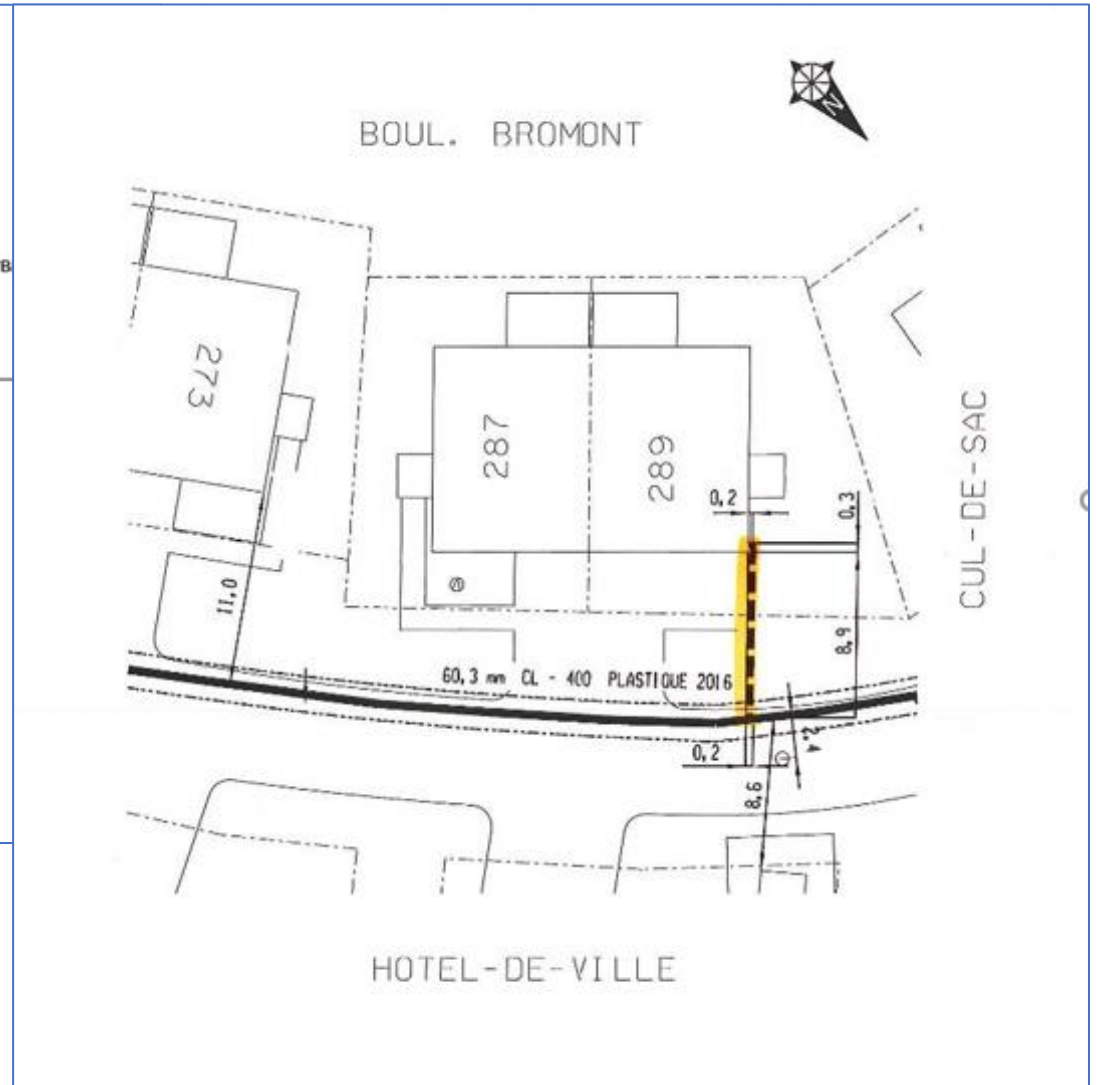 N
BOUL. BROMONT
B
273
287
289
0,2
0,3
CUL-DE-SAC
11,0
8,9
60,3 mm CL - 400 PLASTIQUE 2016
0,2
2,4
8,6
HOTEL-DE-VILLE